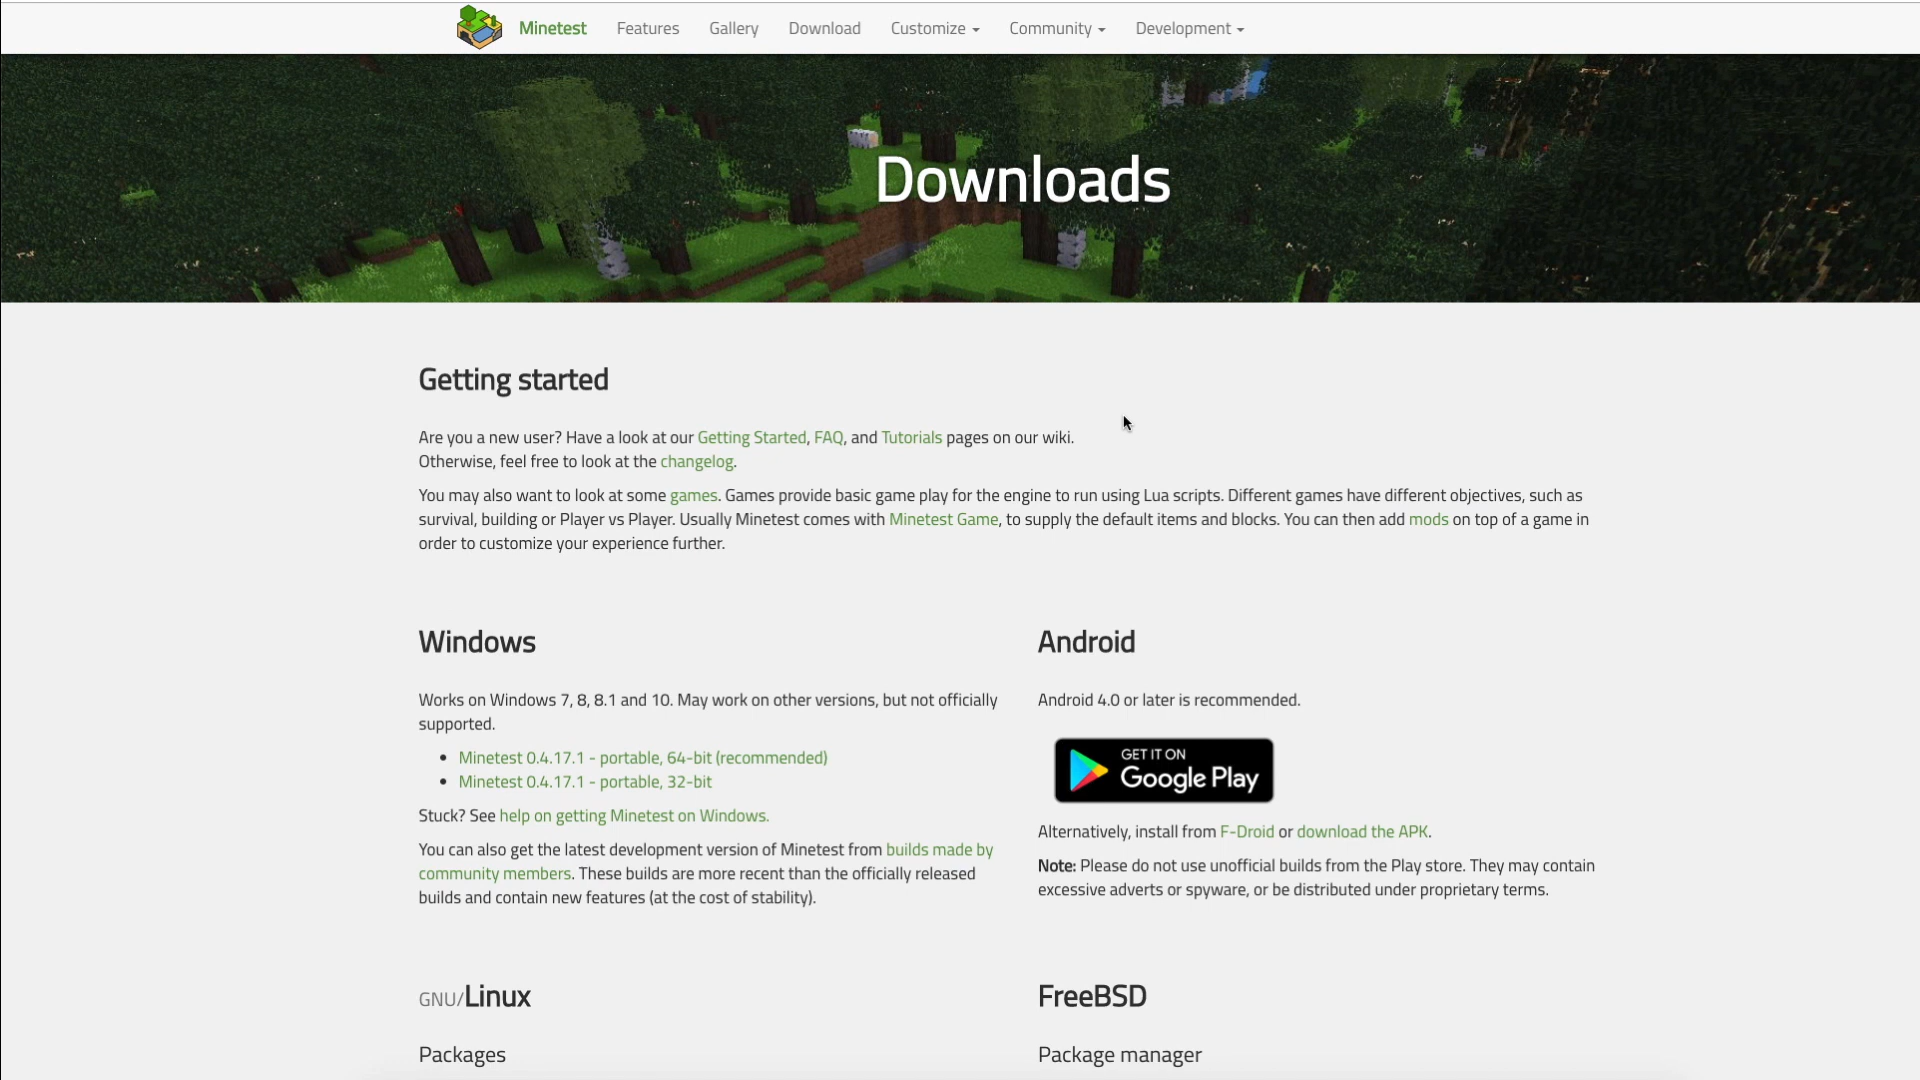 Minetest Features Gallery Download Customize Community Development
Downloads
Getting started
Are you a new user? Have a look at our Getting Started, FAQ, and Tutorials pages on our wiki.
Otherwise, feel free to look at the changelog.
You may also want to look at some games. Games provide basic game play for the engine to run using Lua scripts. Different games have different objectives, such as
survival, building or Player vs Player. Usually Minetest comes with Minetest Game, to supply the default items and blocks. You can then add mods on top of a game in
order to customize your experience further.
Windows
Works on Windows 7, 8, 8.1 and 10. May work on other versions, but not officially
supported.
• Minetest 0.4.17.1 - portable, 64-bit (recommended)
• Minetest 0.4.17.1 - portable, 32-bit
Stuck? See help on getting Minetest on Windows.
You can also get the latest development version of Minetest from builds made by
community members. These builds are more recent than the officially released
builds and contain new features (at the cost of stability).
Android
Android 4.0 or later is recommended.
GET IT ON
Google Play
Alternatively, install from F-Droid or download the APK.
Note: Please do not use unofficial builds from the Play store. They may contain
excessive adverts or spyware, or be distributed under proprietary terms.
GNU/Linux
Packages
FreeBSD
Package manager